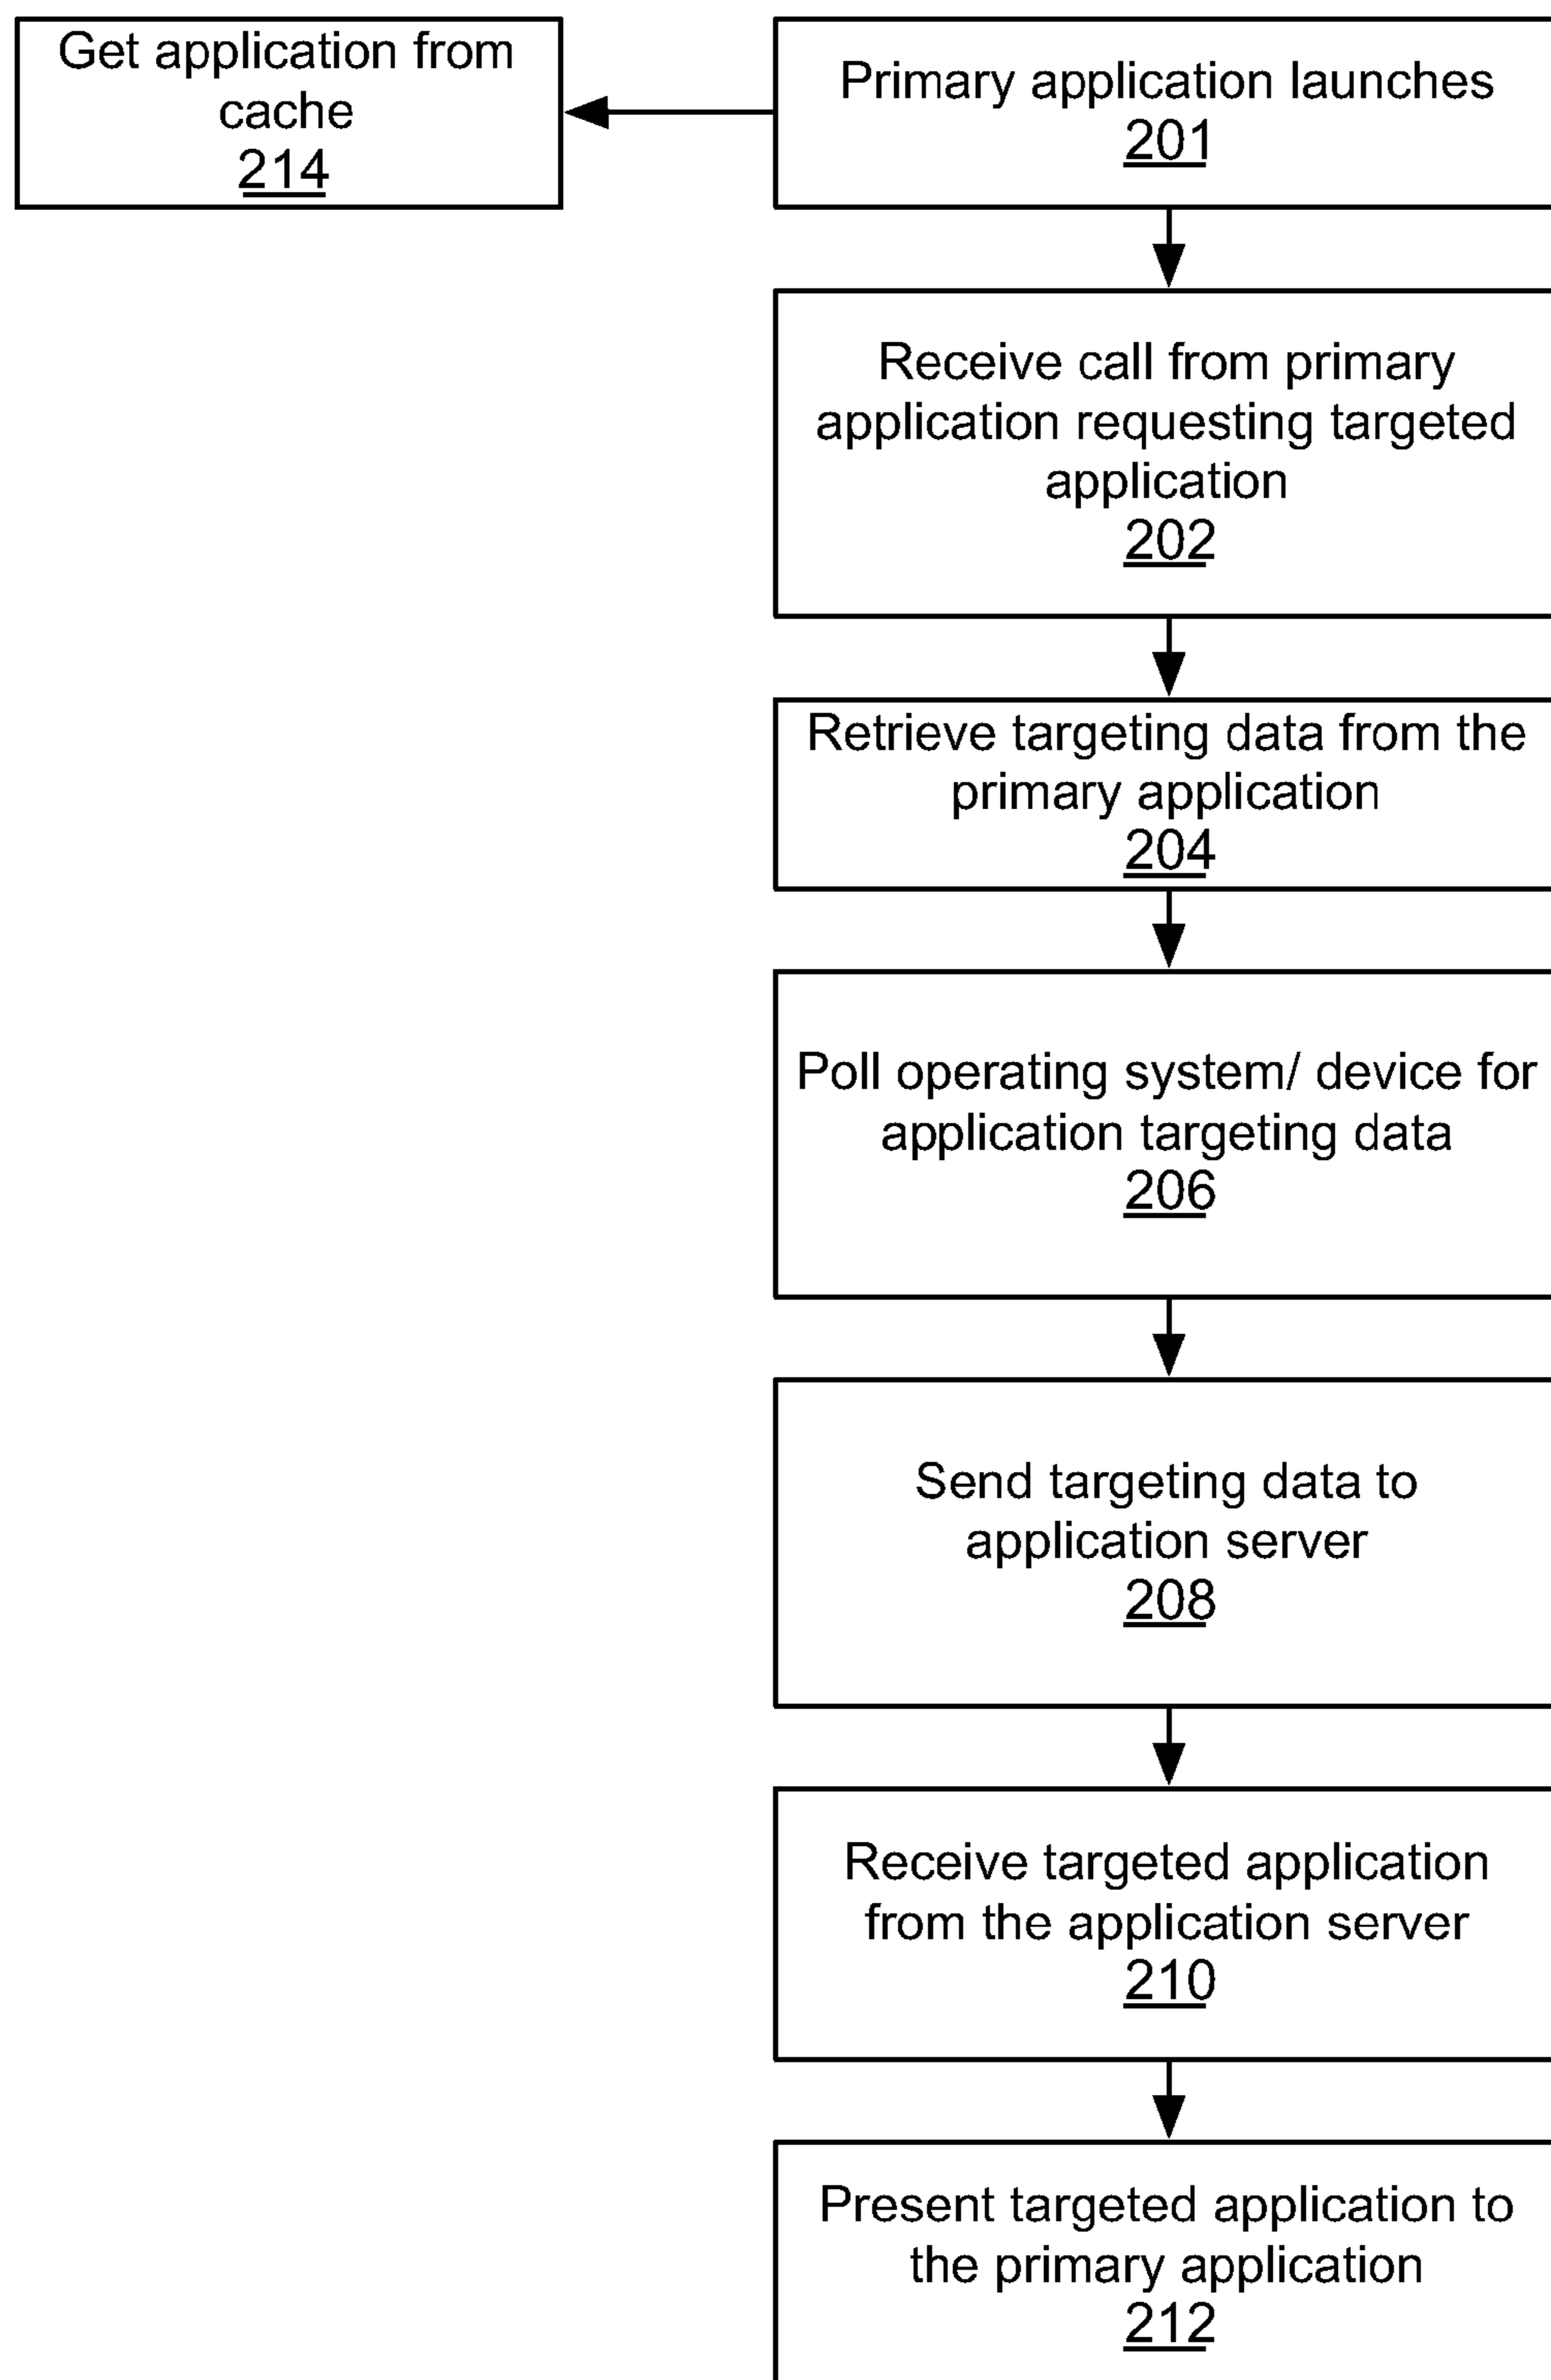 Get application from
cache
214
Primary application launches
201
Receive call from primary
application requesting targeted
application
202
Retrieve targeting data from the
primary application
204
Poll operating system/ device for
application targeting data
206
Send targeting data to
application server
208
Receive targeted application
from the application server
210
Present targeted application to
the primary application
212